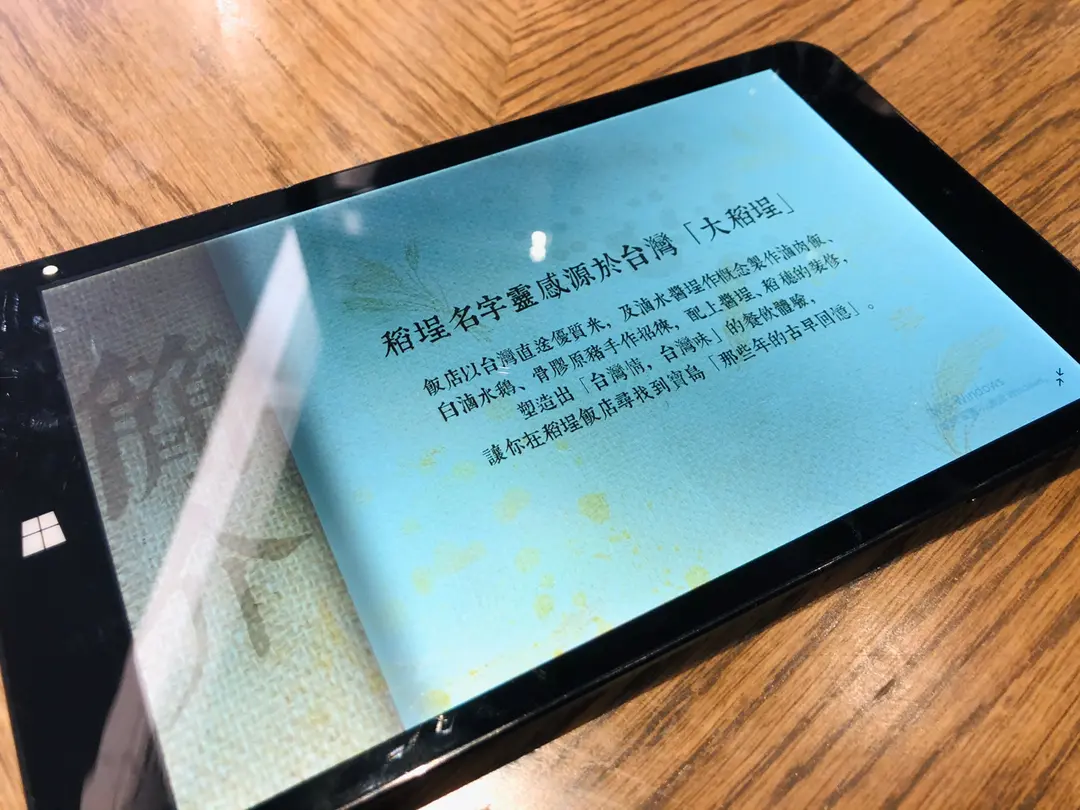 稻埕名字靈感源於台灣「大稻埕」
飯店以台灣直送優質米，及滷水醬埕作概念製作滷肉飯、
白滷水鵝、骨膠原豬手作招徠，配上醬埕、稻穗的裝修，
塑造出「台灣情，台灣味」的餐飲體驗，
讓你在稻埕飯店尋找到寶島「那些年的古早回憶」。